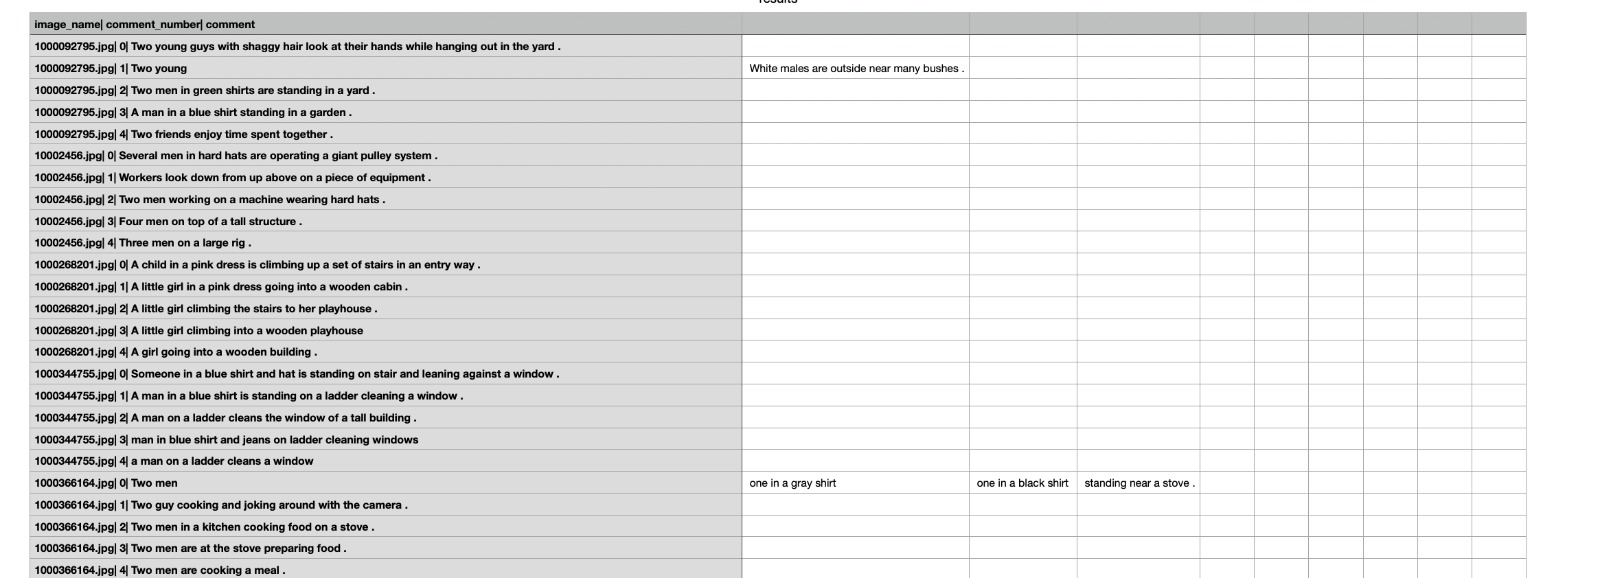 results
image_name| comment_number| comment
1000092795.jpg| 0| Two young guys with shaggy hair look at their hands while hanging out in the yard .
1000092795.jpg| 1| Two young White males are outside near many bushes .
1000092795.jpg| 2| Two men in green shirts are standing in a yard .
1000092795.jpg| 3| A man in a blue shirt standing in a garden .
1000092795.jpg| 4| Two friends enjoy time spent together .
10002456.jpg| 0| Several men in hard hats are operating a giant pulley system .
10002456.jpg| 1| Workers look down from up above on a piece of equipment .
10002456.jpg| 2| Two men working on a machine wearing hard hats .
10002456.jpg| 3| Four men on top of a tall structure .
10002456.jpg| 4| Three men on a large rig .
1000268201.jpg| 0| A child in a pink dress is climbing up a set of stairs in an entry way .
1000268201.jpg| 1| A little girl in a pink dress going into a wooden cabin .
1000268201.jpg| 2| A little girl climbing the stairs to her playhouse .
1000268201.jpg| 3| A little girl climbing into a wooden playhouse
1000268201.jpg| 4| A girl going into a wooden building .
1000344755.jpg| 0| Someone in a blue shirt and hat is standing on stair and leaning against a window .
1000344755.jpg| 1| A man in a blue shirt is standing on a ladder cleaning a window .
1000344755.jpg| 2| A man on a ladder cleans the window of a tall building .
1000344755.jpg| 3| man in blue shirt and jeans on ladder cleaning windows
1000344755.jpg| 4| a man on a ladder cleans a window
1000366164.jpg| 0| Two men one in a gray shirt one in a black shirt standing near a stove .
1000366164.jpg| 1| Two guy cooking and joking around with the camera .
1000366164.jpg| 2| Two men in a kitchen cooking food on a stove .
1000366164.jpg| 3| Two men are at the stove preparing food .
1000366164.jpg| 4| Two men are cooking a meal .